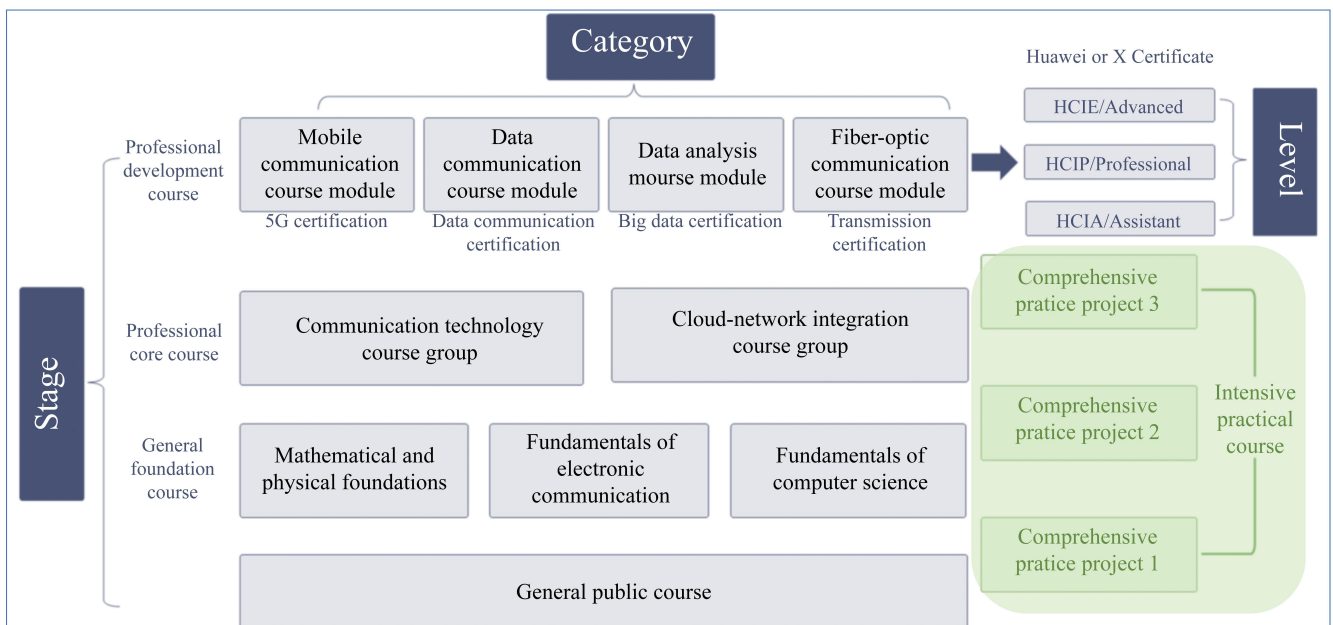 Category
Huawei or X Certificate
HCIE/Advanced
HCIP/Professional
HCIA/Assistant
Level
Professional
development
course
Mobile
communication
course module
5G certification
Data
communication
course module
Data communication
certification
Data analysis
mourse module
Big data certification
Fiber-optic
communication
course module
Transmission
certification
Stage
Professional
core course
Communication technology
course group
Cloud-network integration
course group
General
foundation
course
Mathematical and
physical foundations
Fundamentals of
electronic
communication
Fundamentals of
computer science
General public course
Comprehensive
pratice project 3
Comprehensive
pratice project 2
Comprehensive
pratice project 1
Intensive
practical
course